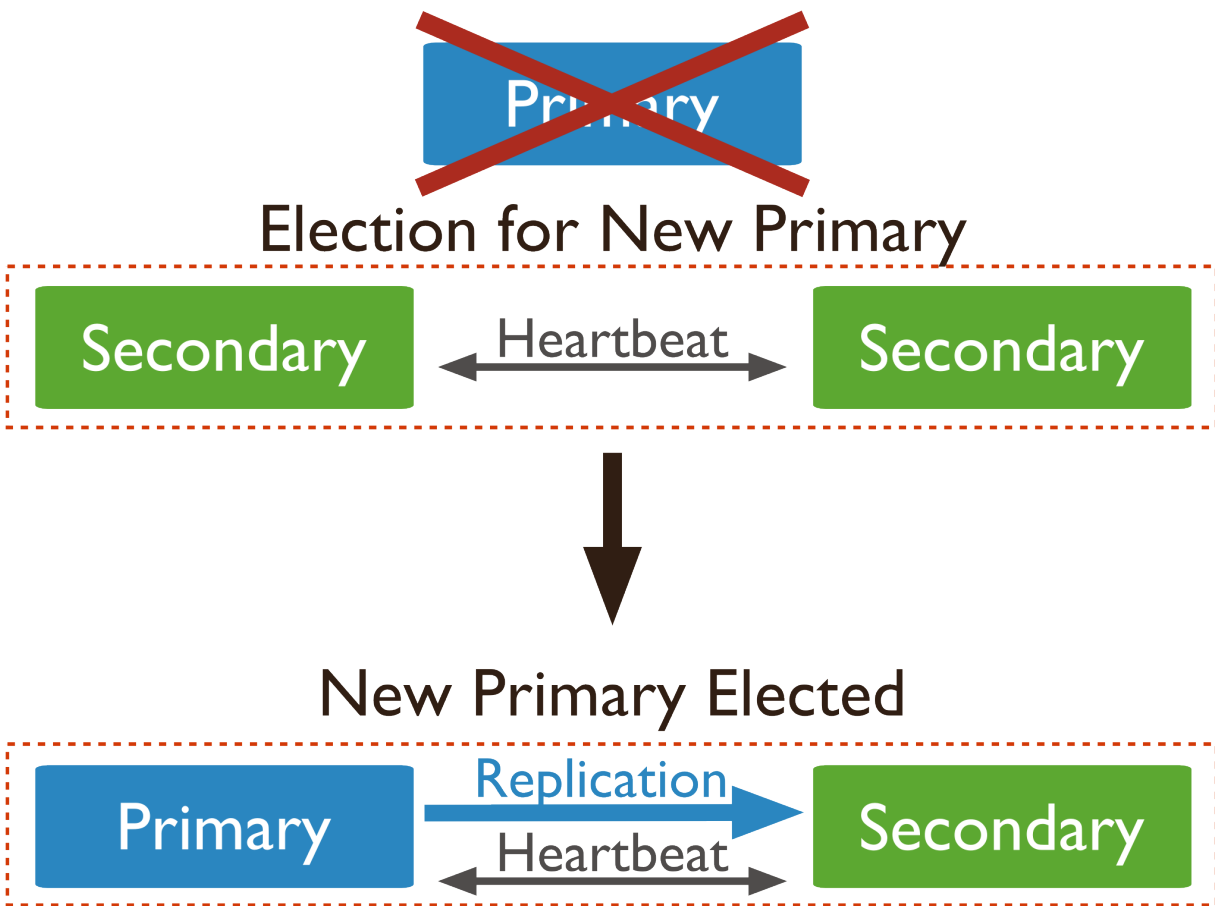 Primary
Election for New Primary
Secondary
Heartbeat
Secondary
New Primary Elected
Primary
Replication
Heartbeat
Secondary